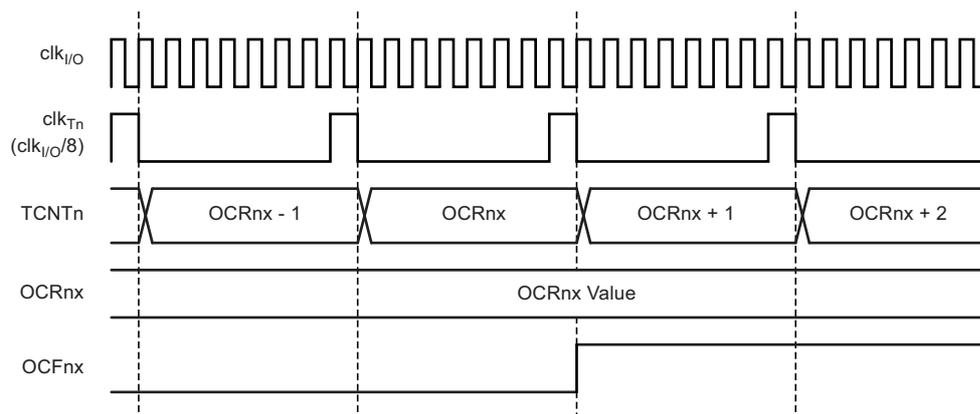 clkI/O
clkTn
(clkI/O/8)
TCNTn
OCRnx - 1
OCRnx
OCRnx + 1
OCRnx + 2
OCRnx
OCRnx Value
OCFnx